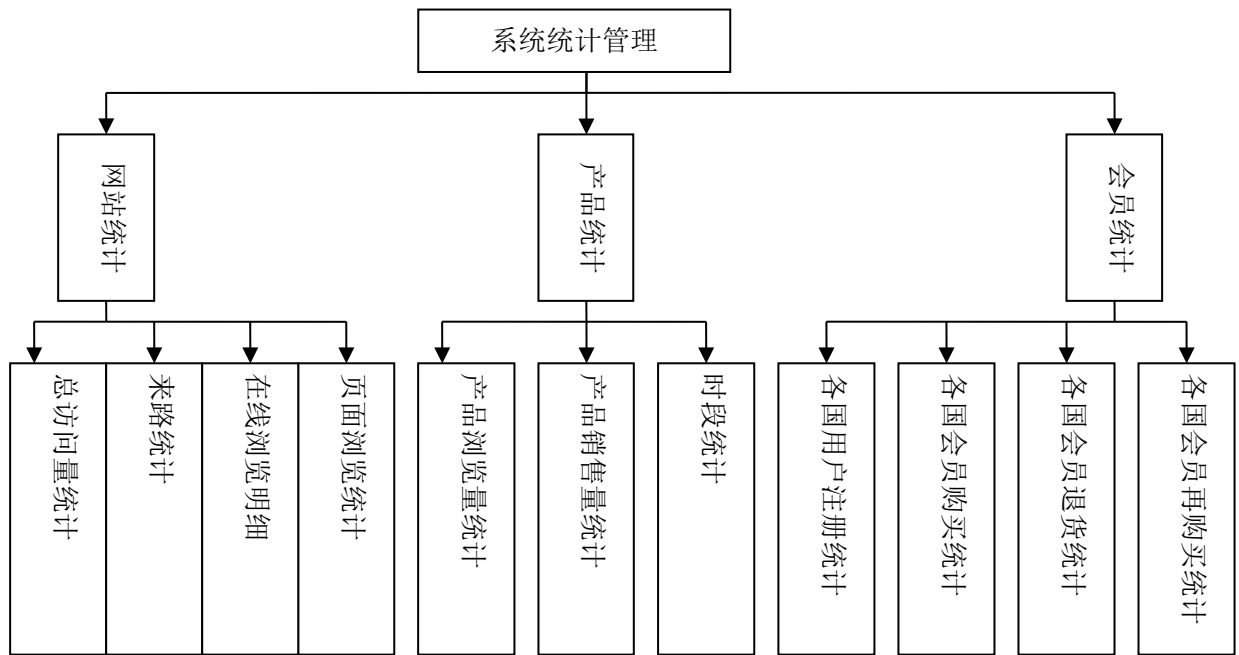 系统统计管理
网站统计
产品统计
会员统计
总访问量统计
来路统计
在线浏览明细
页面浏览统计
产品浏览量统计
产品销售量统计
时段统计
各国用户注册统计
各国会员购买统计
各国会员退货统计
各国会员再购买统计